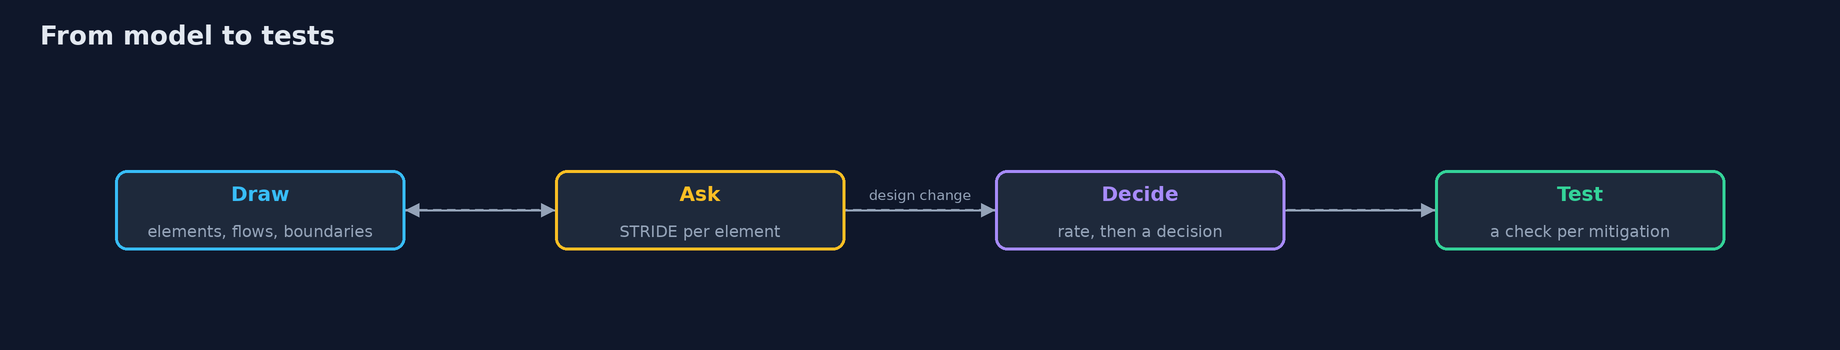 From model to tests
Draw
elements, flows, boundaries
Ask
STRIDE per element
design change
Decide
rate, then a decision
Test
a check per mitigation